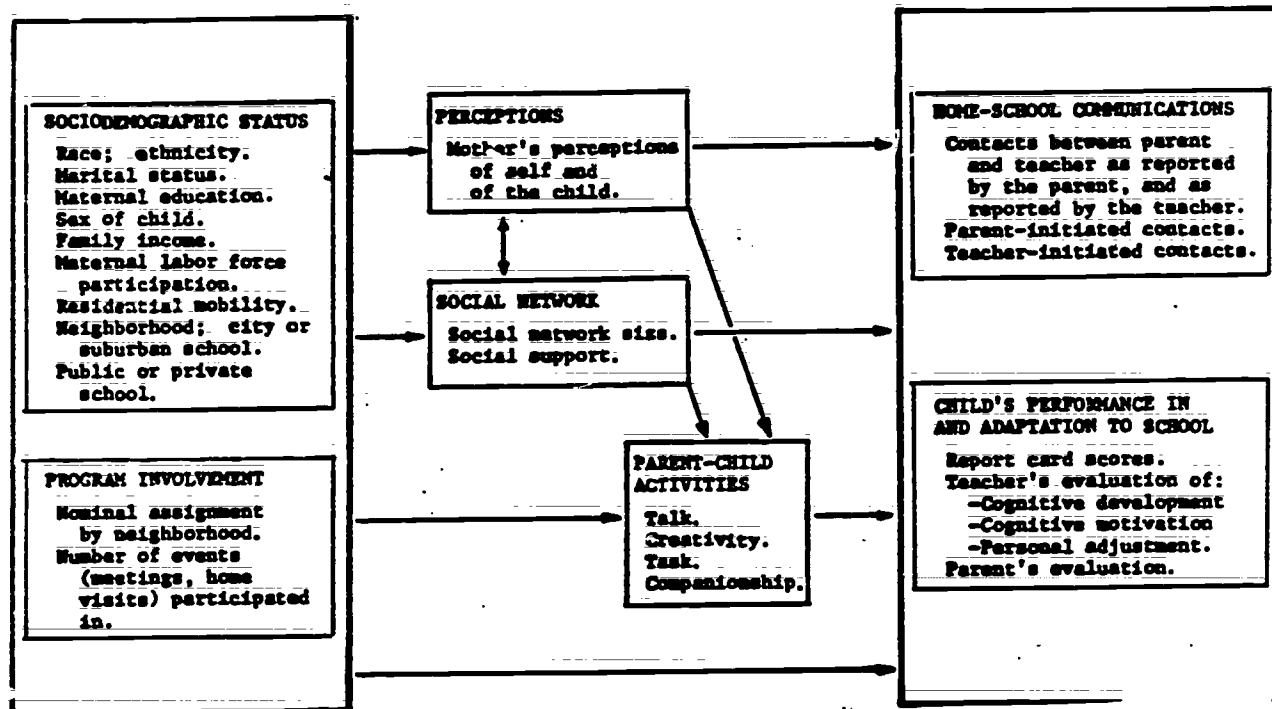 SOCIODEMOGRAPHIC STATUS
Race; ethnicity.
Marital status.
Maternal education.
Sex of child.
Family income.
Maternal labor force
participation.
Residential mobility.
Neighborhood; city or
suburban school.
Public or private
school.
PROGRAM INVOLVEMENT
Nominal assignment
by neighborhood.
Number of events
(meetings, home
visits) participated
in.
PERCEPTIONS
Mother's perceptions
of self and
of the child.
SOCIAL NETWORK
Social network size.
Social support.
PARENT-CHILD
ACTIVITIES
Talk.
Creativity.
Task.
Companionship.
HOME-SCHOOL COMMUNICATIONS
Contacts between parent
and teacher as reported
by the parent, and as
reported by the teacher.
Parent-initiated contacts.
Teacher-initiated contacts.
CHILD'S PERFORMANCE IN
AND ADAPTATION TO SCHOOL
Report card scores.
Teacher's evaluation of:
-Cognitive development
-Cognitive motivation
-Personal adjustment.
Parent's evaluation.